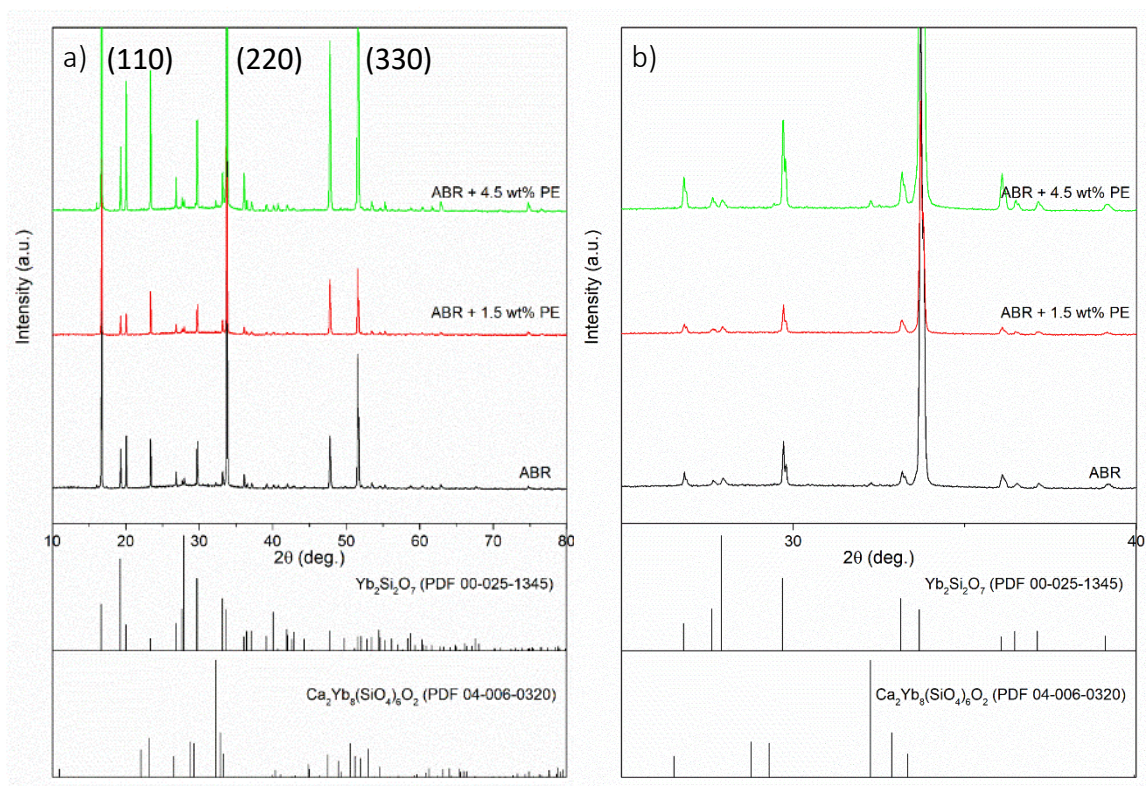 a) (110) (220) (330)
Intensity (a.u.)
ABR + 4.5 wt% PE
ABR + 1.5 wt% PE
ABR
10 20 30 40 50 60 70 80
2θ (deg.)
Yb₂Si₂O₇ (PDF 00-025-1345)
Ca₂Yb₈(SiO₄)₆O₂ (PDF 04-006-0320)
b)
Intensity (a.u.)
ABR + 4.5 wt% PE
ABR + 1.5 wt% PE
ABR
30 40
2θ (deg.)
Yb₂Si₂O₇ (PDF 00-025-1345)
Ca₂Yb₈(SiO₄)₆O₂ (PDF 04-006-0320)